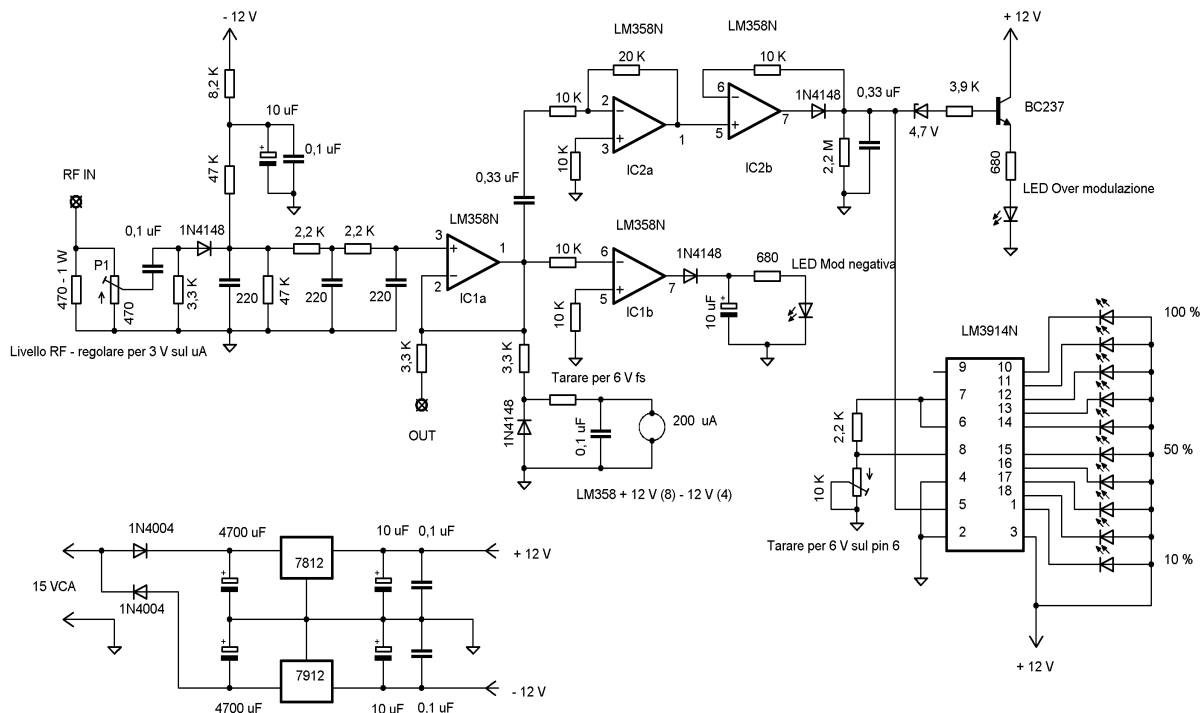 - 12 V
8,2 K
10 uF
+
0,1 uF
47 K
RF IN
0,1 uF
1N4148
2,2 K
2,2 K
470 - 1 W
P1
470
3,3 K
220
47 K
220
220
Livello RF - regolare per 3 V sul uA
LM358N
3
+
1
−
2
IC1a
3,3 K
OUT
0,33 uF
3,3 K
1N4148
Tarare per 6 V fs
0,1 uF
200 uA
LM358 + 12 V (8) - 12 V (4)
LM358N
20 K
10 K
2
−
+
3
1
10 K
IC2a
LM358N
10 K
6
−
+
5
7
IC2b
1N4148
0,33 uF
2,2 M
4,7 V
3,9 K
+ 12 V
BC237
680
LED Over modulazione
LM358N
10 K
6
−
+
5
7
10 K
IC1b
1N4148
680
LED Mod negativa
+
10 uF
LM3914N
9
7
6
8
4
5
2
10
11
12
13
14
15
16
17
18
1
3
100 %
50 %
10 %
2,2 K
10 K
Tarare per 6 V sul pin 6
+ 12 V
1N4004
4700 uF
7812
10 uF
0,1 uF
+ 12 V
15 VCA
1N4004
+
+
+
+
7912
- 12 V
4700 uF
10 uF
0,1 uF